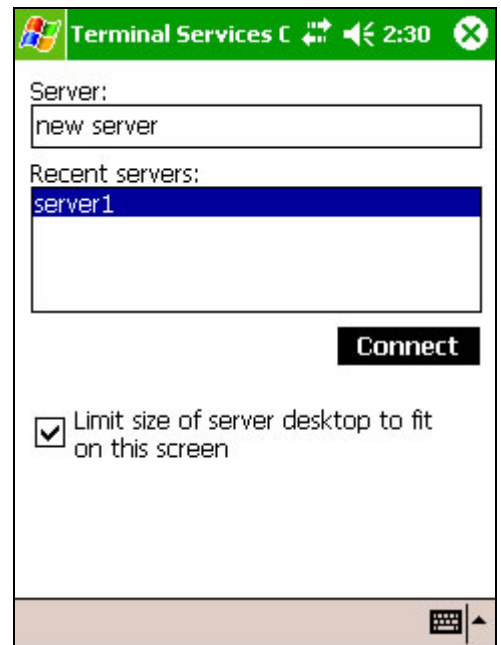 Terminal Services C 2:30
Server:
new server
Recent servers:
server1
Connect
Limit size of server desktop to fit
on this screen